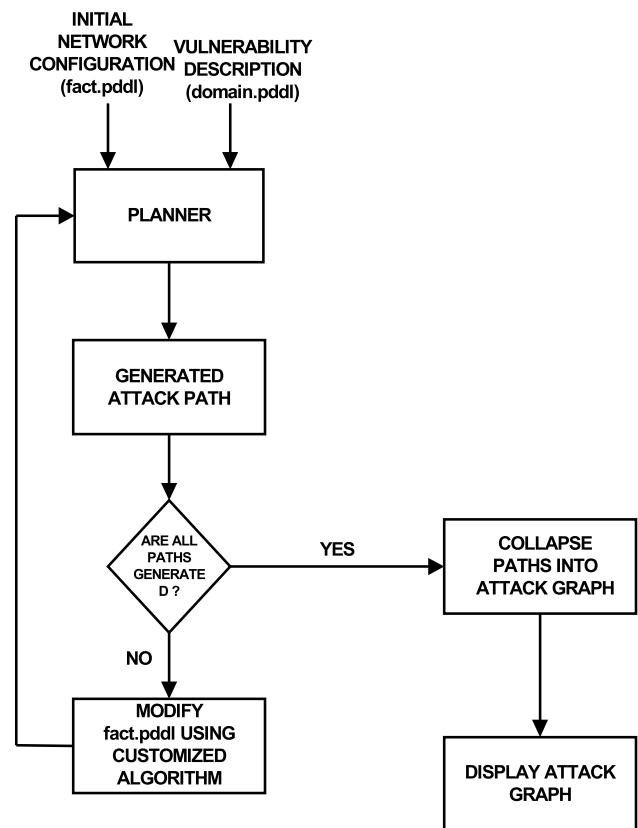 INITIAL
NETWORK
CONFIGURATION
(fact.pddl)
VULNERABILITY
DESCRIPTION
(domain.pddl)
PLANNER
GENERATED
ATTACK PATH
ARE ALL
PATHS
GENERATE
D ?
YES
COLLAPSE
PATHS INTO
ATTACK GRAPH
NO
MODIFY
fact.pddl USING
CUSTOMIZED
ALGORITHM
DISPLAY ATTACK
GRAPH